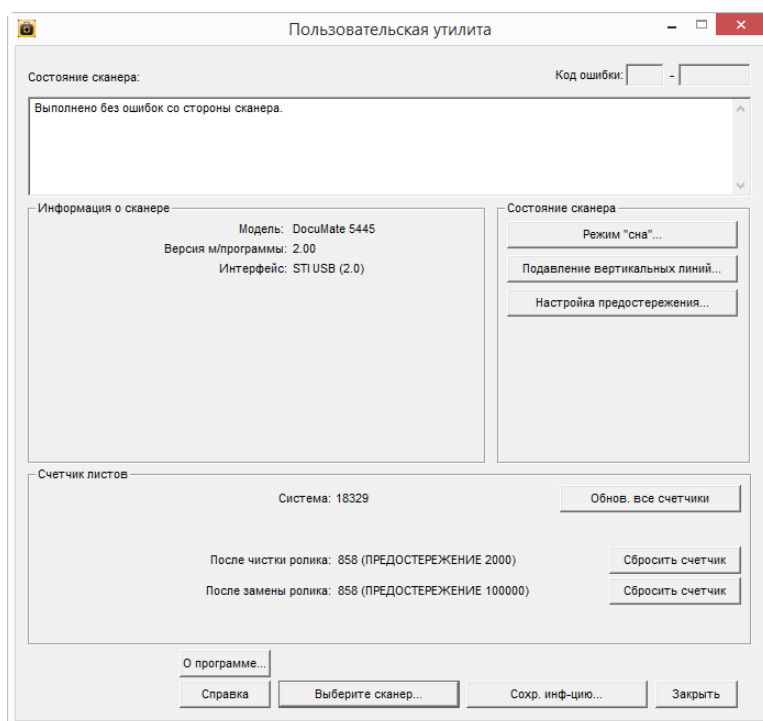 Пользовательская утилита
Состояние сканера:
Код ошибки: -
Выполнено без ошибок со стороны сканера.
Информация о сканере
Модель: DocuMate 5445
Версия м/программы: 2.00
Интерфейс: STI USB (2.0)
Состояние сканера
Режим "сна"...
Подавление вертикальных линий...
Настройка предостережения...
Счетчик листов
Система: 18329
Обнов. все счетчики
После чистки ролика: 858 (ПРЕДОСТЕРЕЖЕНИЕ 2000)
Сбросить счетчик
После замены ролика: 858 (ПРЕДОСТЕРЕЖЕНИЕ 100000)
Сбросить счетчик
О программе...
Справка
Выберите сканер...
Сохр. инф-цию...
Закрыть